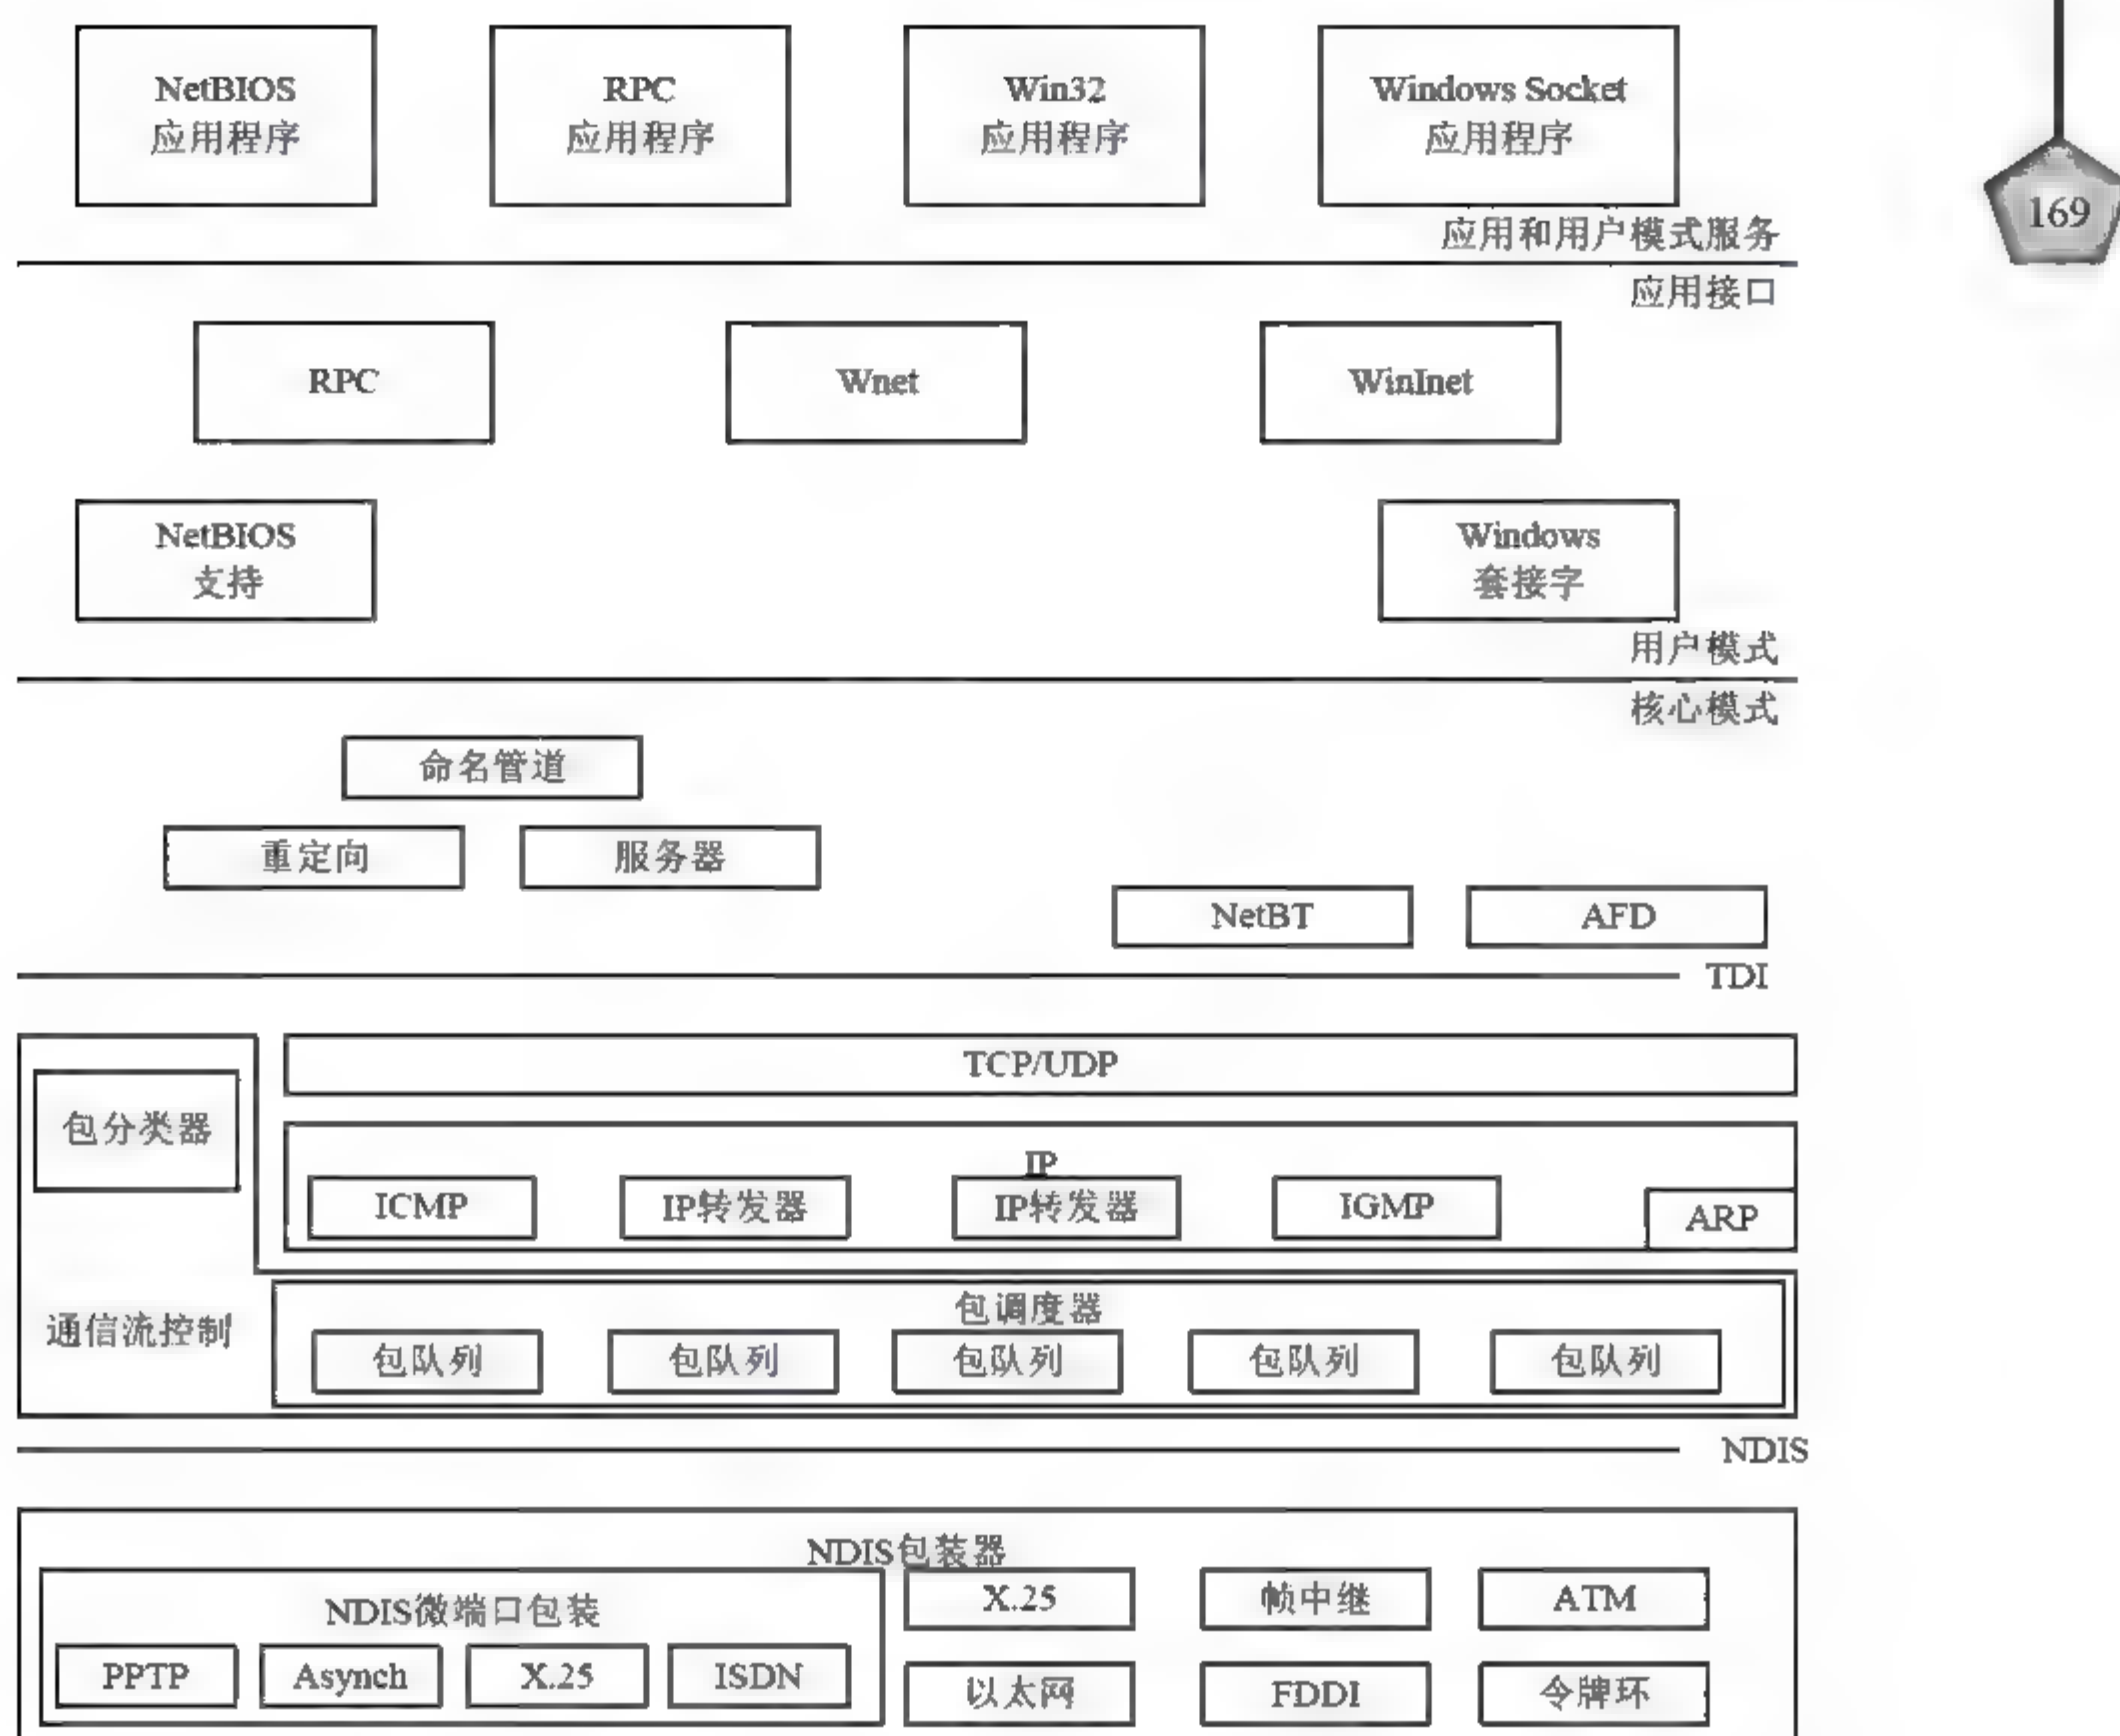 NetBIOS
应用程序
RPC
应用程序
Win32
应用程序
Windows Socket
应用程序
169
应用和用户模式服务
应用接口
RPC
Wnet
WinInet
NetBIOS
支持
Windows
套接字
用户模式
核心模式
命名管道
重定向
服务器
NetBT
AFD
TDI
TCP/UDP
包分类器
IP
ICMP
IP转发器
IP转发器
IGMP
ARP
通信流控制
包调度器
包队列
包队列
包队列
包队列
包队列
NDIS
NDIS包装器
NDIS微端口包装
X.25
帧中继
ATM
PPTP
Asynch
X.25
ISDN
以太网
FDDI
令牌环